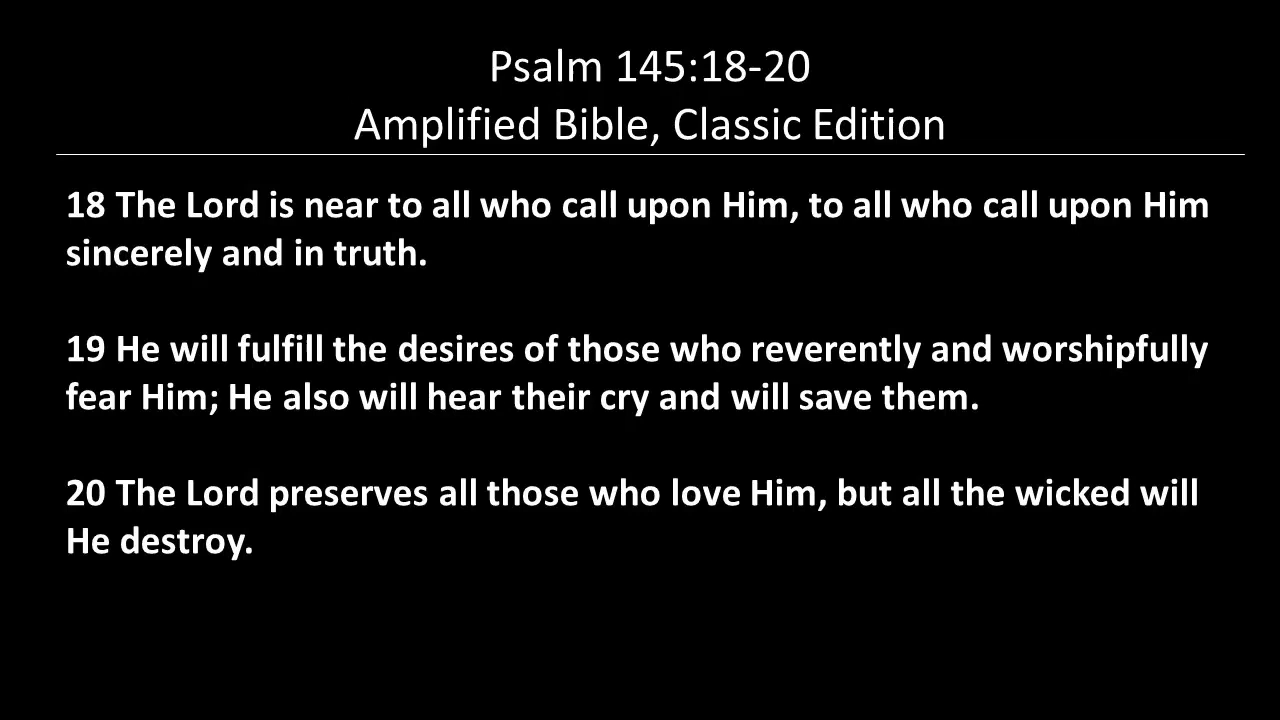 Psalm 145:18-20
Amplified Bible, Classic Edition
18 The Lord is near to all who call upon Him, to all who call upon Him
sincerely and in truth.
19 He will fulfill the desires of those who reverently and worshipfully
fear Him; He also will hear their cry and will save them.
20 The Lord preserves all those who love Him, but all the wicked will
He destroy.